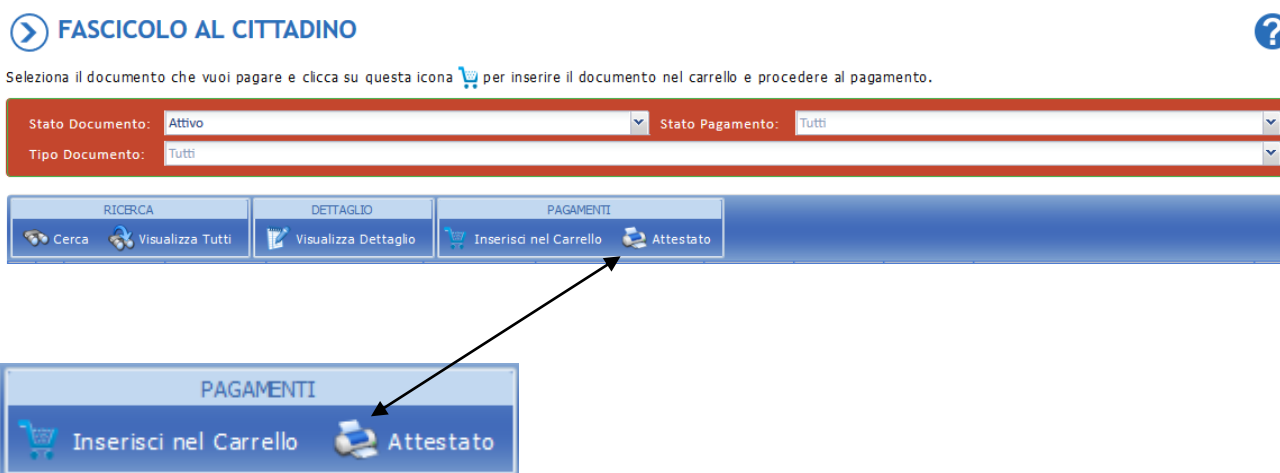 FASCICOLO AL CITTADINO
Seleziona il documento che vuoi pagare e clicca su questa icona per inserire il documento nel carrello e procedere al pagamento.
Stato Documento: Attivo Stato Pagamento: Tutti
Tipo Documento: Tutti
RICERCA DETTAGLIO PAGAMENTI
Cerca Visualizza Tutti Visualizza Dettaglio Inserisci nel Carrello Attestato
PAGAMENTI
Inserisci nel Carrello Attestato